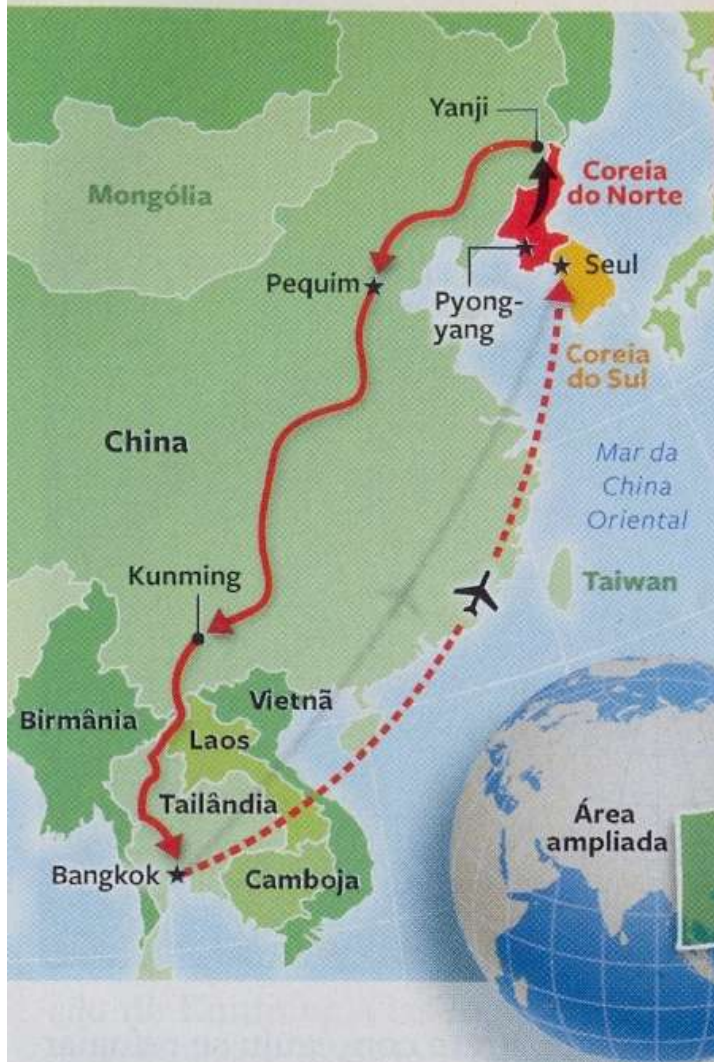 Yanji
Coreia
do Norte
Mongólia
Seul
Pequim
Pyong-
yang
Coreia
do Sul
China
Mar da
China
Oriental
Kunming
Taiwan
Vietnã
Birmânia
Laos
Tailândia
Área
ampliada
Bangkok
Camboja